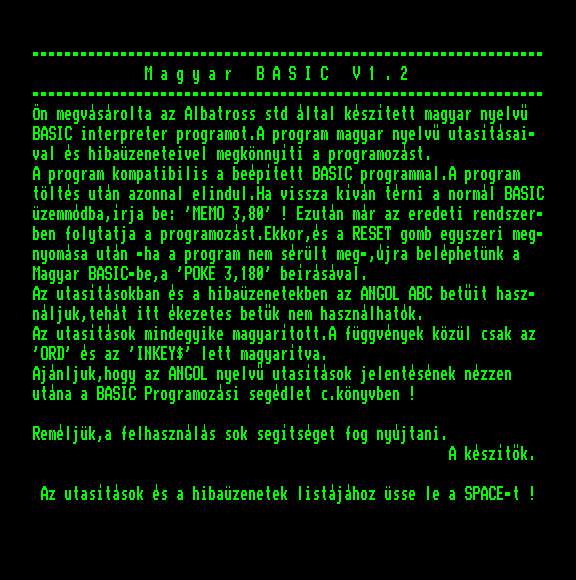 Magyar BASIC V1.2
Ön megvásárolta az Albatross std által készített magyar nyelvű
BASIC interpreter programot.A program magyar nyelvű utasításai-
val és hibaüzeneteivel megkönnyíti a programozást.
A program kompatibilis a beépített BASIC programmal.A program
töltés után azonnal elindul.Ha vissza kíván térni a normál BASIC
üzemmódba,írja be: 'MEMO 3,80' ! Ezután már az eredeti rendszer-
ben folytatja a programozást.Ekkor,és a RESET gomb egyszeri meg-
nyomása után -ha a program nem sérült meg-,újra beléphetünk a
Magyar BASIC-be,a 'POKE 3,180' beírásával.
Az utasításokban és a hibaüzenetekben az ANGOL ABC betűit hasz-
náljuk,tehát itt ékezetes betűk nem használhatók.
Az utasítások mindegyike magyarított.A függvények közül csak az
'ORD' és az 'INKEY$' lett magyarítva.
Ajánljuk,hogy az ANGOL nyelvű utasítások jelentésének nézzen
utána a BASIC Programozási segédlet c.könyvben !
Reméljük,a felhasználás sok segítséget fog nyújtani.
A készítők.
Az utasítások és a hibaüzenetek listájához üsse le a SPACE-t !